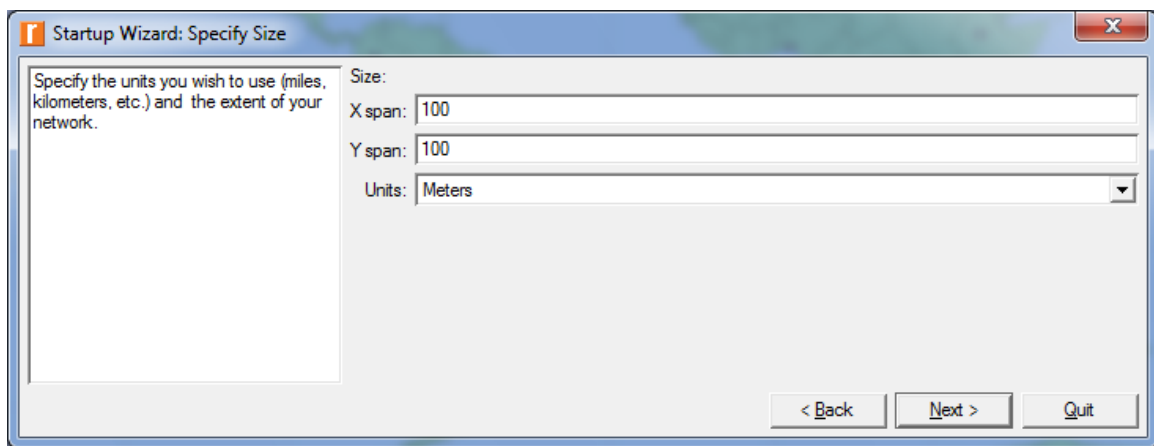 Startup Wizard: Specify Size
Specify the units you wish to use (miles,
kilometers, etc.) and the extent of your
network.
Size:
X span: 100
Y span: 100
Units: Meters
< Back Next > Quit